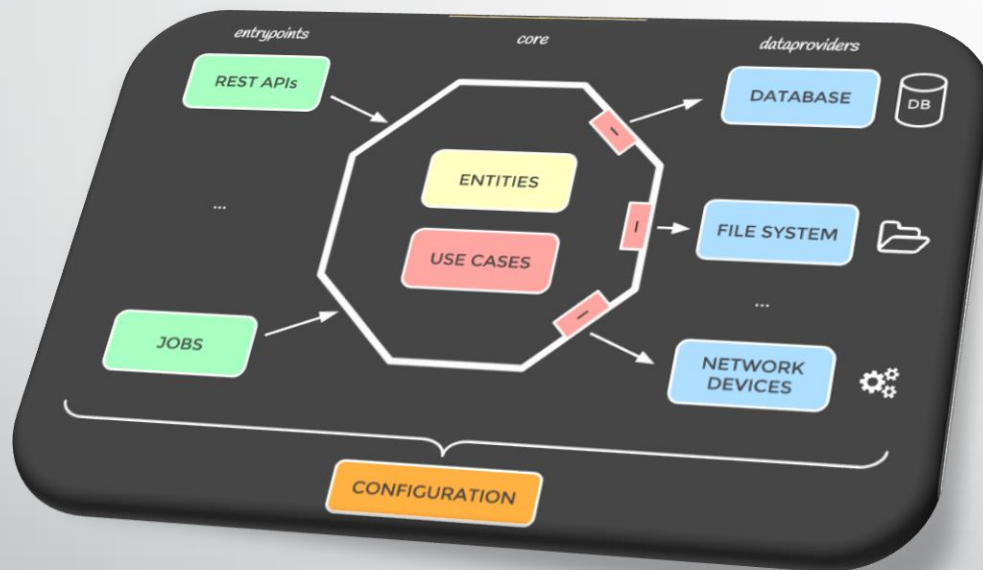 entrypoints
core
dataproviders
REST APIs
DATABASE
DB
ENTITIES
...
I
I
FILE SYSTEM
USE CASES
...
I
JOBS
NETWORK
DEVICES
CONFIGURATION